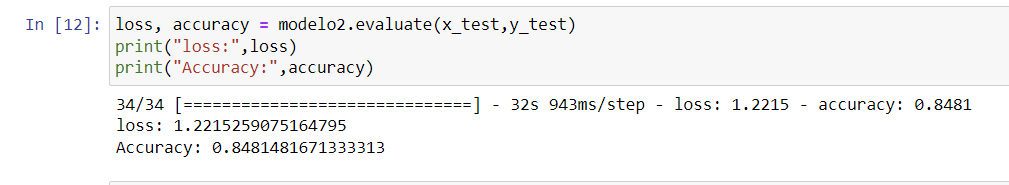 In [12]: loss, accuracy = modelo2.evaluate(x_test,y_test)
print("loss:",loss)
print("Accuracy:",accuracy)
34/34 [==============================] - 32s 943ms/step - loss: 1.2215 - accuracy: 0.8481
loss: 1.2215259075164795
Accuracy: 0.8481481671333313